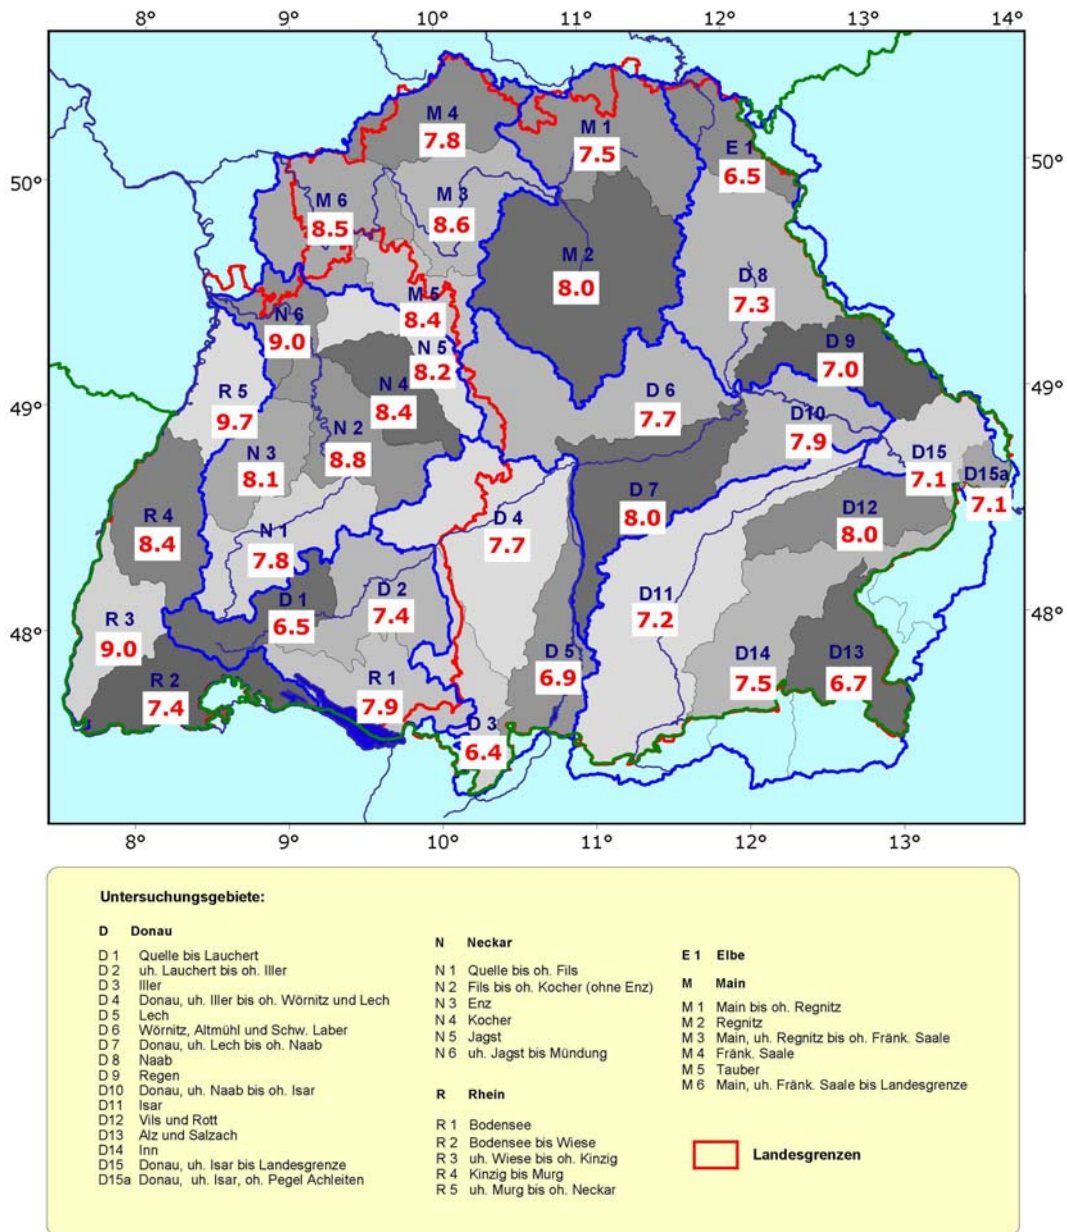 8° 9° 10° 11° 12° 13° 14°
M 4
7.8
M 1
7.5
E 1
6.5
50° 50°
M 6
8.5
M 3
8.6
M 2
8.0
D 8
7.3
M 5
8.4
N 6
9.0
N 5
8.2
D 9
7.0
R 5
9.7
N 4
8.4
D 6
7.7
49° 49°
D10
7.9
N 2
8.8
N 3
8.1
D15
7.1
D15a
7.1
R 4
8.4
D 7
8.0
D12
8.0
D 4
7.7
N 1
7.8
D 1
6.5
D 2
7.4
D11
7.2
48° 48°
R 3
9.0
D 5
6.9
D14
7.5
D13
6.7
R 2
7.4
R 1
7.9
D 3
6.4
8° 9° 10° 11° 12° 13°
Untersuchungsgebiete:
D Donau
D 1 Quelle bis Lauchert
D 2 uh. Lauchert bis oh. Iller
D 3 Iller
D 4 Donau, uh. Iller bis oh. Wörnitz und Lech
D 5 Lech
D 6 Wörnitz, Altmühl und Schw. Laber
D 7 Donau, uh. Lech bis oh. Naab
D 8 Naab
D 9 Regen
D10 Donau, uh. Naab bis oh. Isar
D11 Isar
D12 Vils und Rott
D13 Alz und Salzach
D14 Inn
D15 Donau, uh. Isar bis Landesgrenze
D15a Donau, uh. Isar, oh. Pegel Achleiten
N Neckar
N 1 Quelle bis oh. Fils
N 2 Fils bis oh. Kocher (ohne Enz)
N 3 Enz
N 4 Kocher
N 5 Jagst
N 6 uh. Jagst bis Mündung
R Rhein
R 1 Bodensee
R 2 Bodensee bis Wiese
R 3 uh. Wiese bis oh. Kinzig
R 4 Kinzig bis Murg
R 5 uh. Murg bis oh. Neckar
E 1 Elbe
M Main
M 1 Main bis oh. Regnitz
M 2 Regnitz
M 3 Main, uh. Regnitz bis oh. Fränk. Saale
M 4 Fränk. Saale
M 5 Tauber
M 6 Main, uh. Fränk. Saale bis Landesgrenze
Landesgrenzen